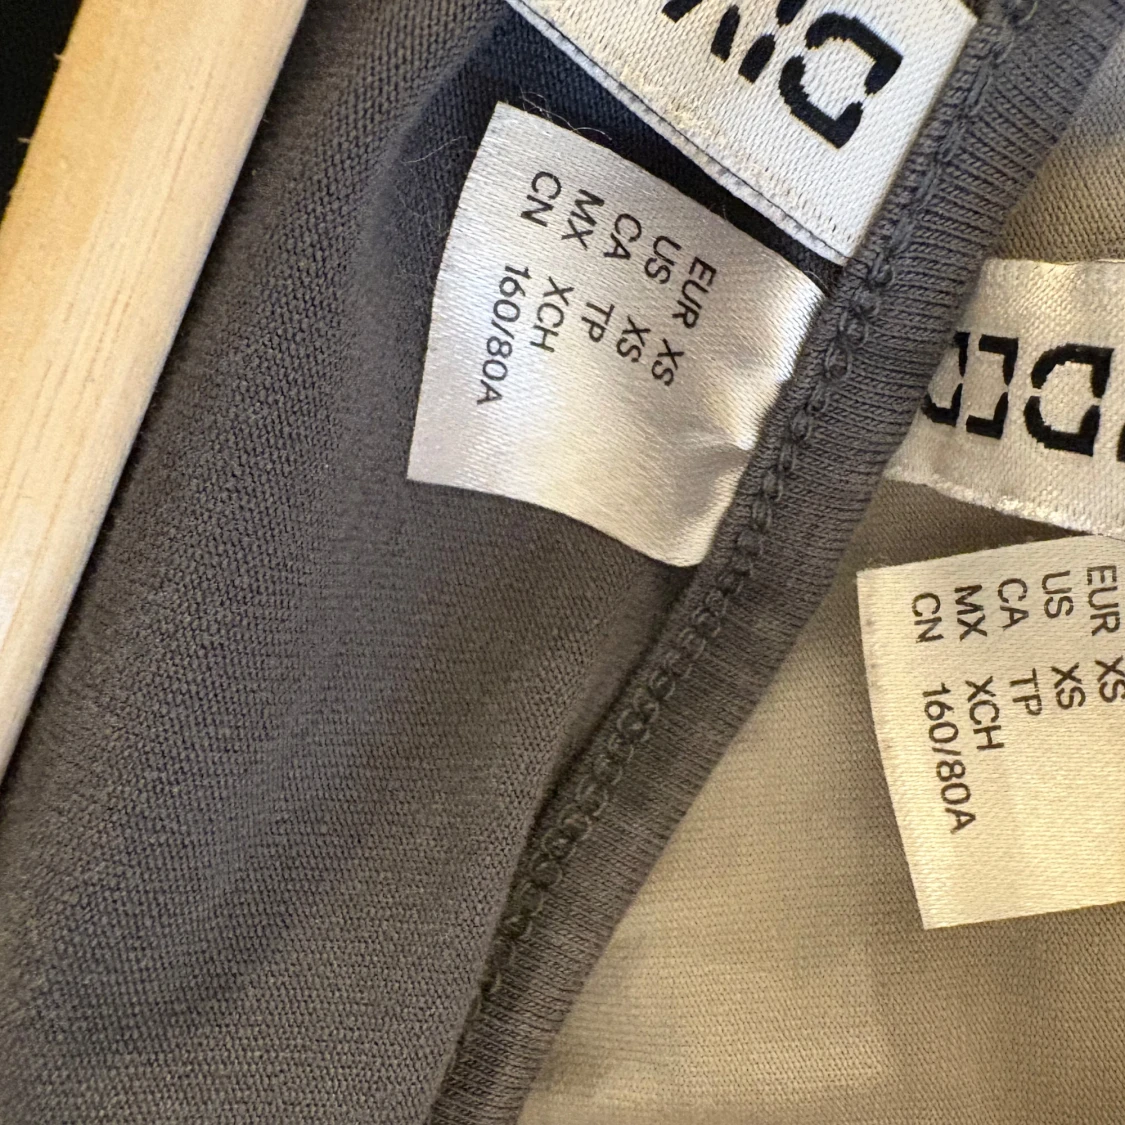 EUR XS
US XS
CA TP
MX XCH
CN 160/80A
EUR XS
US XS
CA TP
MX XCH
CN 160/80A